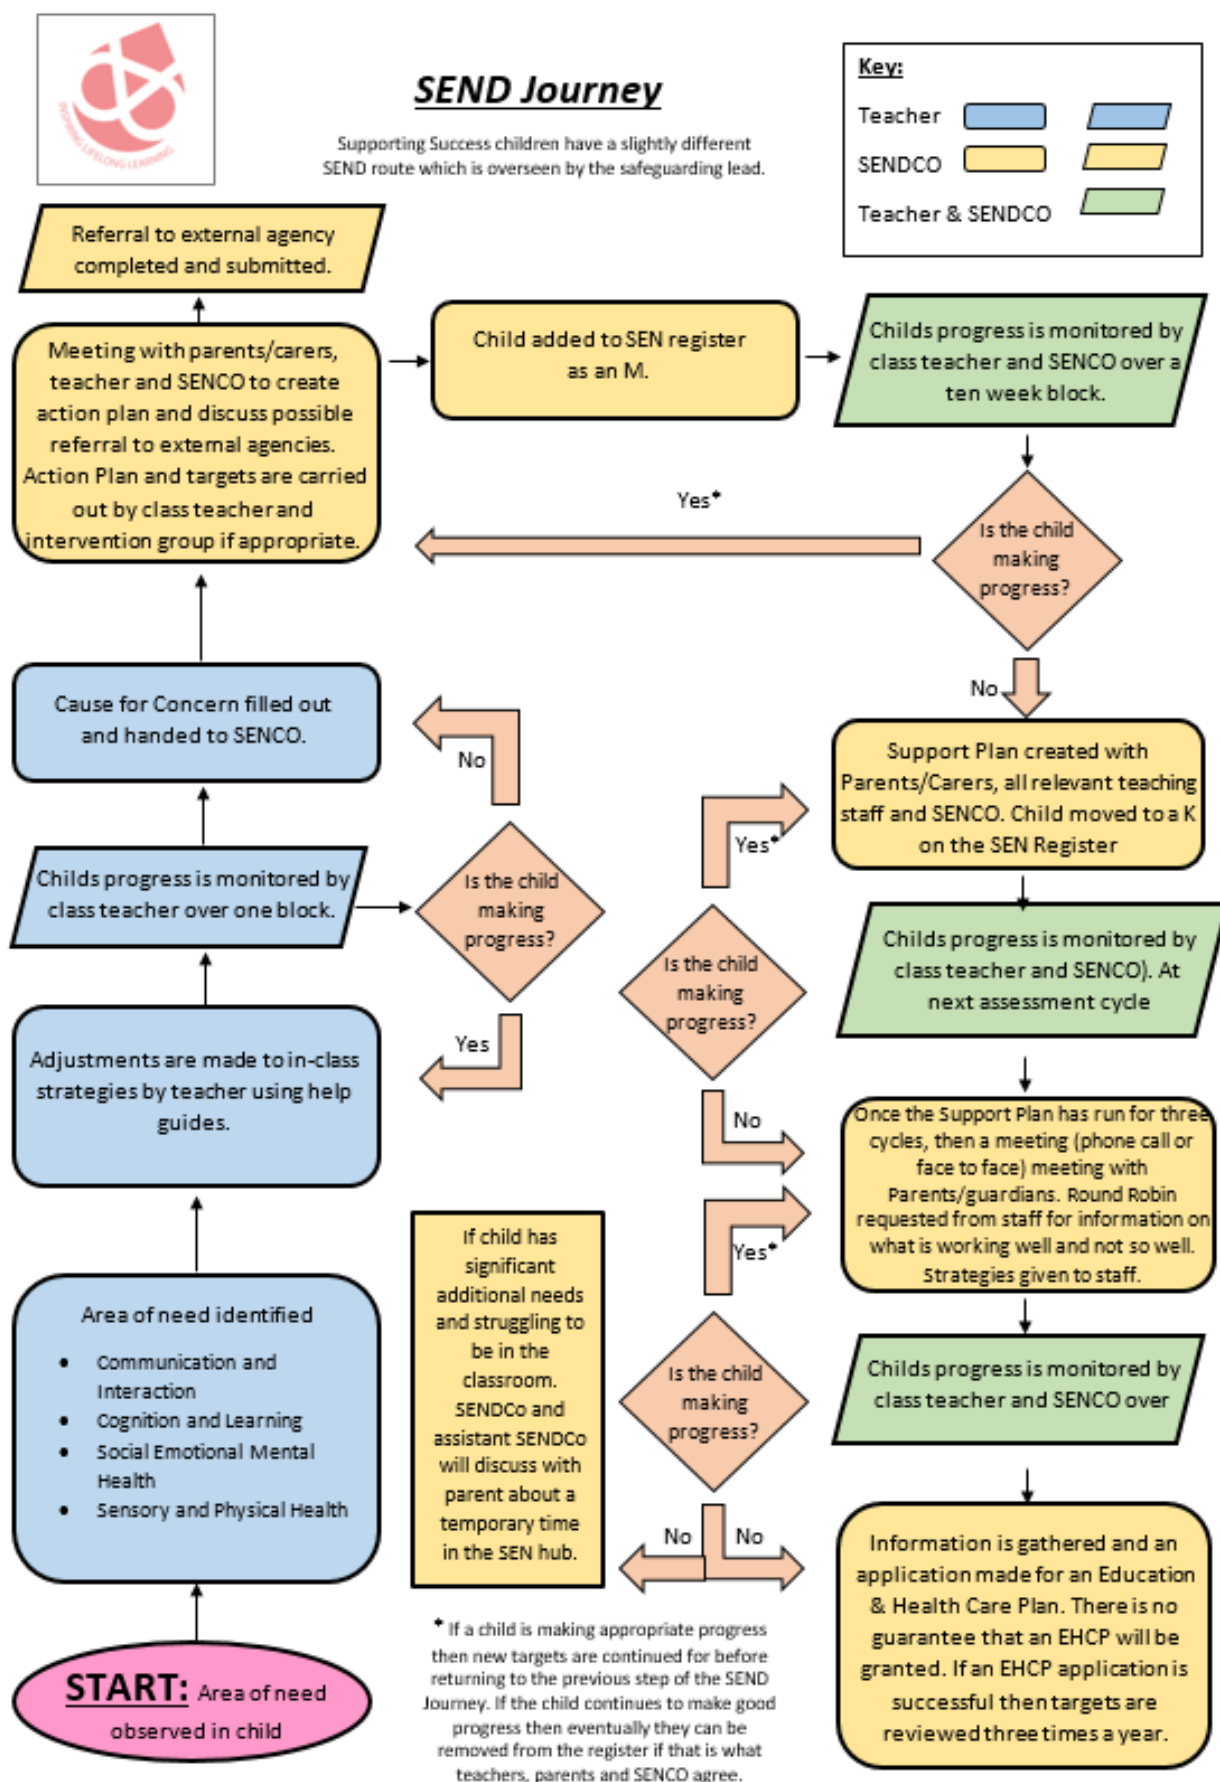 INSPIRING LIFELONG LEARNING
SEND Journey
Supporting Success children have a slightly different
SEND route which is overseen by the safeguarding lead.
Key:
Teacher
SENDCO
Teacher & SENDCO
Referral to external agency
completed and submitted.
Meeting with parents/carers,
teacher and SENCO to create
action plan and discuss possible
referral to external agencies.
Action Plan and targets are carried
out by class teacher and
intervention group if appropriate.
Child added to SEN register
as an M.
Childs progress is monitored by
class teacher and SENCO over a
ten week block.
Yes*
Is the child
making
progress?
No
Cause for Concern filled out
and handed to SENCO.
No
Childs progress is monitored by
class teacher over one block.
Is the child
making
progress?
Yes
Adjustments are made to in-class
strategies by teacher using help
guides.
Area of need identified
• Communication and
Interaction
• Cognition and Learning
• Social Emotional Mental
Health
• Sensory and Physical Health
START: Area of need
observed in child
If child has
significant
additional needs
and struggling to
be in the
classroom.
SENDCo and
assistant SENDCo
will discuss with
parent about a
temporary time
in the SEN hub.
Support Plan created with
Parents/Carers, all relevant teaching
staff and SENCO. Child moved to a K
on the SEN Register
Yes*
Is the child
making
progress?
No
Childs progress is monitored by
class teacher and SENCO). At
next assessment cycle
Once the Support Plan has run for three
cycles, then a meeting (phone call or
face to face) meeting with
Parents/guardians. Round Robin
requested from staff for information on
what is working well and not so well.
Strategies given to staff.
Yes*
Is the child
making
progress?
No
No
Childs progress is monitored by
class teacher and SENCO over
Information is gathered and an
application made for an Education
& Health Care Plan. There is no
guarantee that an EHCP will be
granted. If an EHCP application is
successful then targets are
reviewed three times a year.
* If a child is making appropriate progress
then new targets are continued for before
returning to the previous step of the SEND
Journey. If the child continues to make good
progress then eventually they can be
removed from the register if that is what
teachers, parents and SENCO agree.